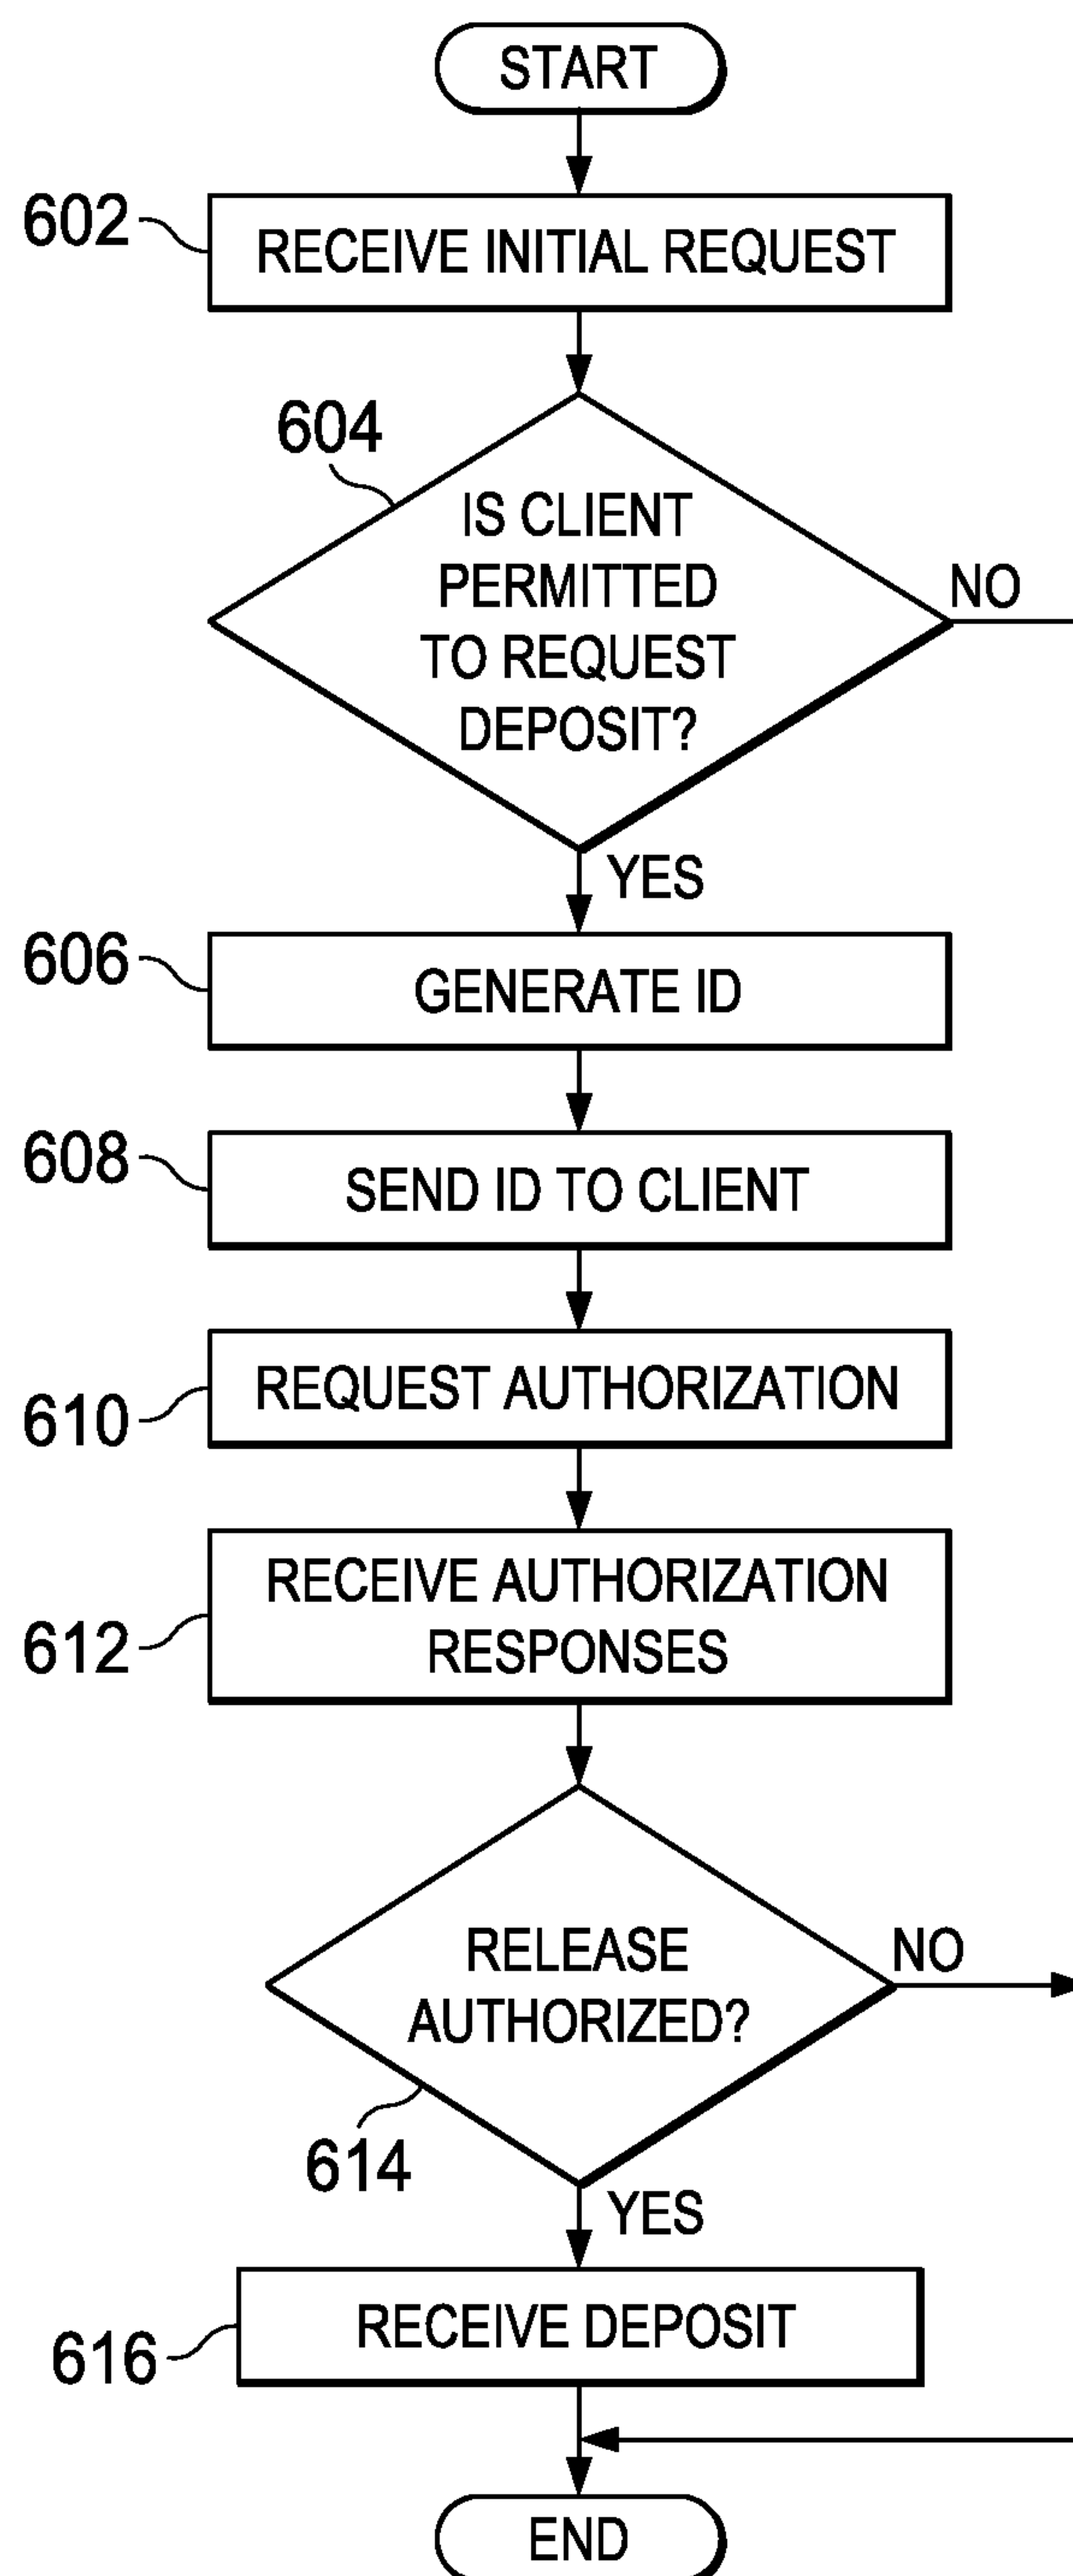 START
602
RECEIVE INITIAL REQUEST
604
IS CLIENT
PERMITTED
TO REQUEST
DEPOSIT?
NO
YES
606
GENERATE ID
608
SEND ID TO CLIENT
610
REQUEST AUTHORIZATION
612
RECEIVE AUTHORIZATION
RESPONSES
RELEASE
AUTHORIZED?
NO
614
YES
616
RECEIVE DEPOSIT
END